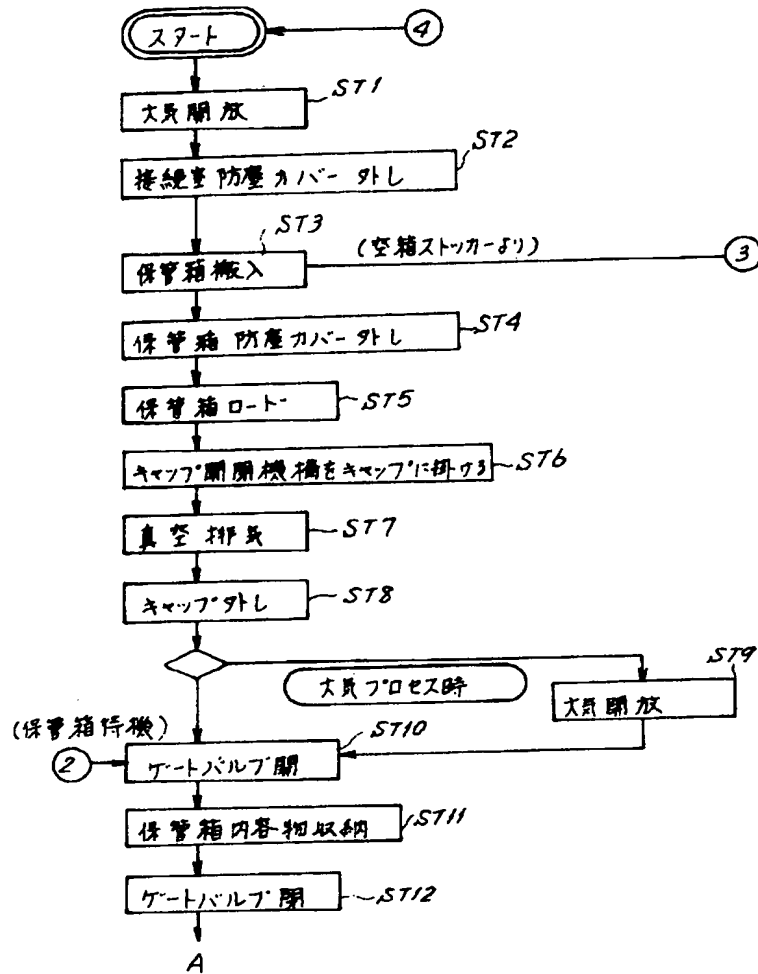 スタート
4
大気開放
ST1
接続室防塵カバー外し
ST2
ST3
保管箱搬入
(空箱ストッカーより)
3
保管箱防塵カバー外し
ST4
保管箱ロード
ST5
キャップ開閉機構をキャップに掛ける
ST6
真空排気
ST7
キャップ外し
ST8
大気プロセス時
ST9
大気開放
(保管箱待機)
2
ゲートバルブ開
ST10
保管箱内容物収納
ST11
ゲートバルブ閉
ST12
A